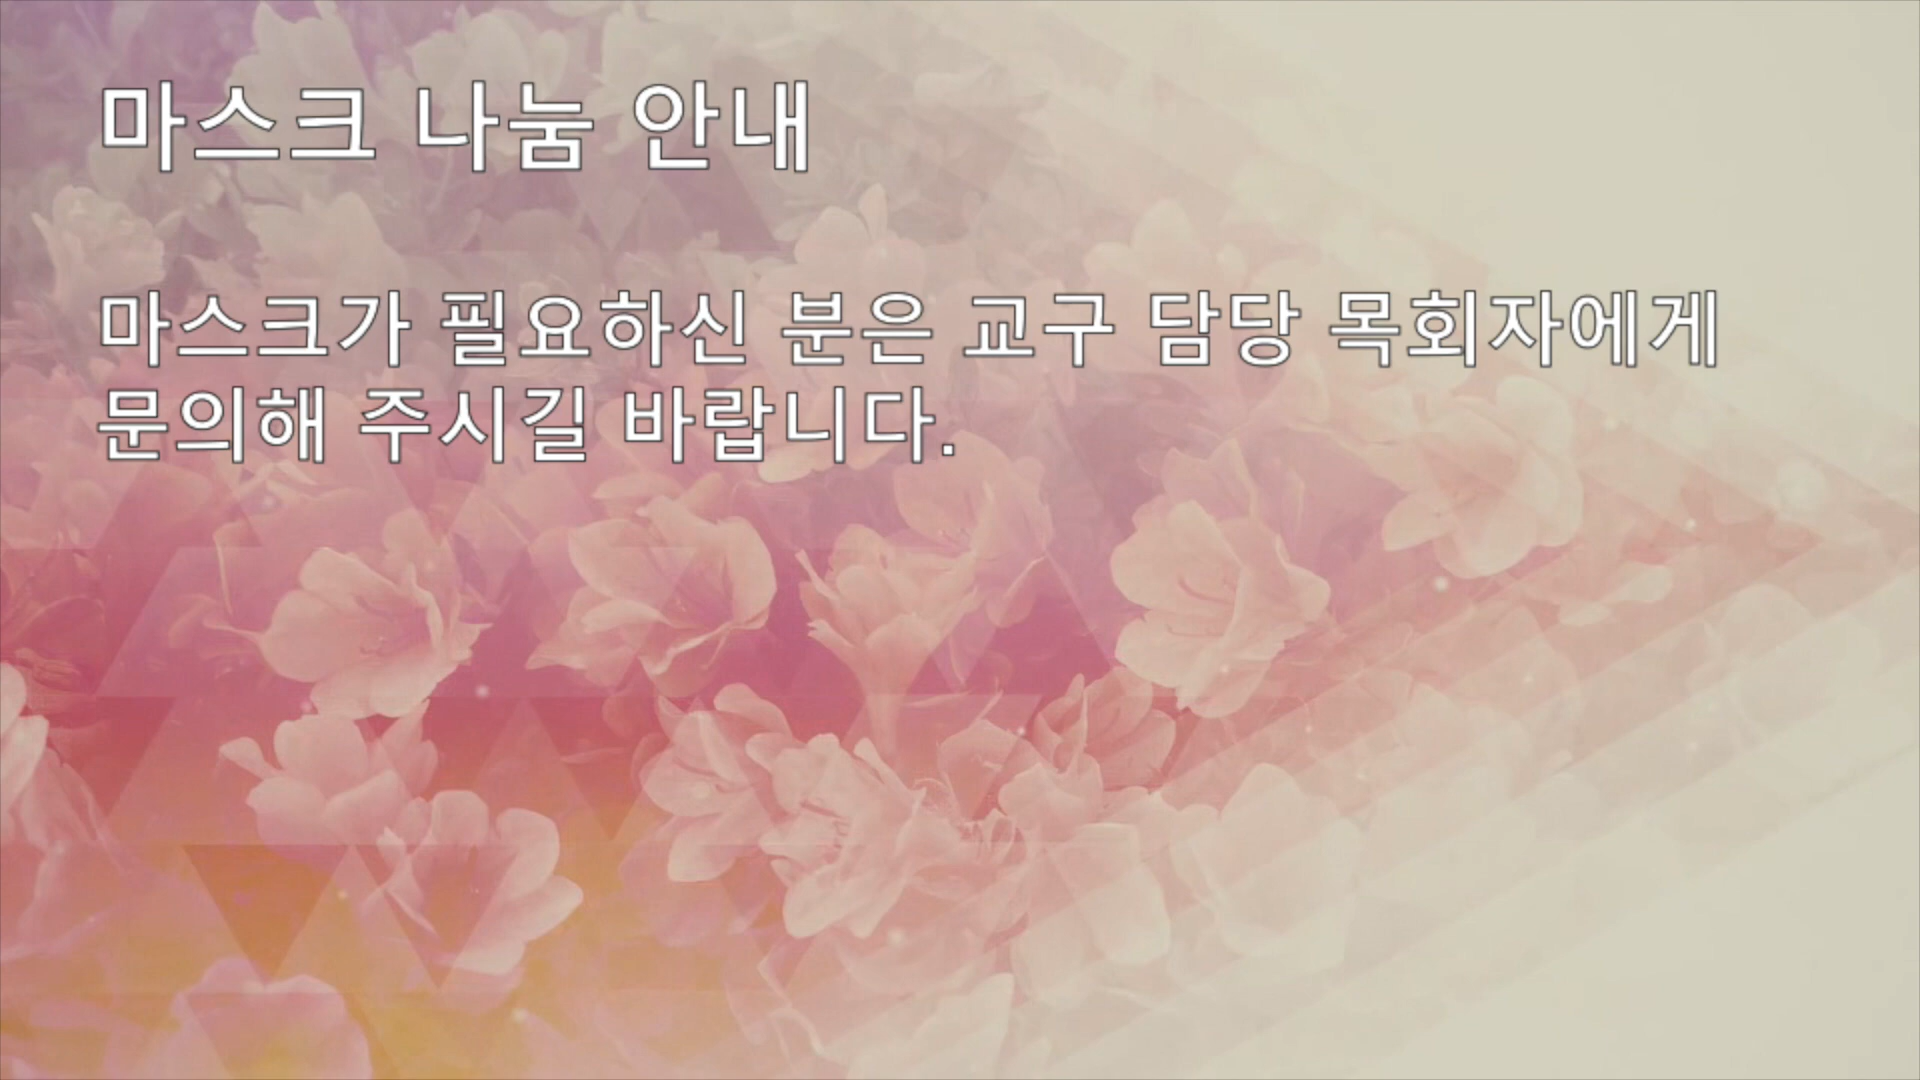 마스크 나눔 안내
마스크가 필요하신 분은 교구 담당 목회자에게
문의해 주시길 바랍니다.